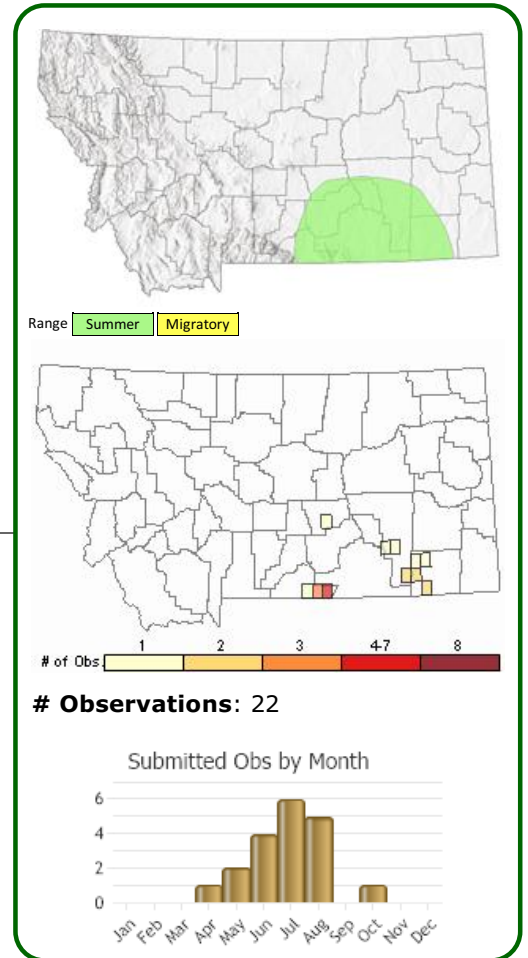 Range Summer Migratory
1 2 3 4-7 8
# of Obs.
# Observations: 22
Submitted Obs by Month
6
4
2
0
Jan Feb Mar Apr May Jun Jul Aug Sep Oct Nov Dec